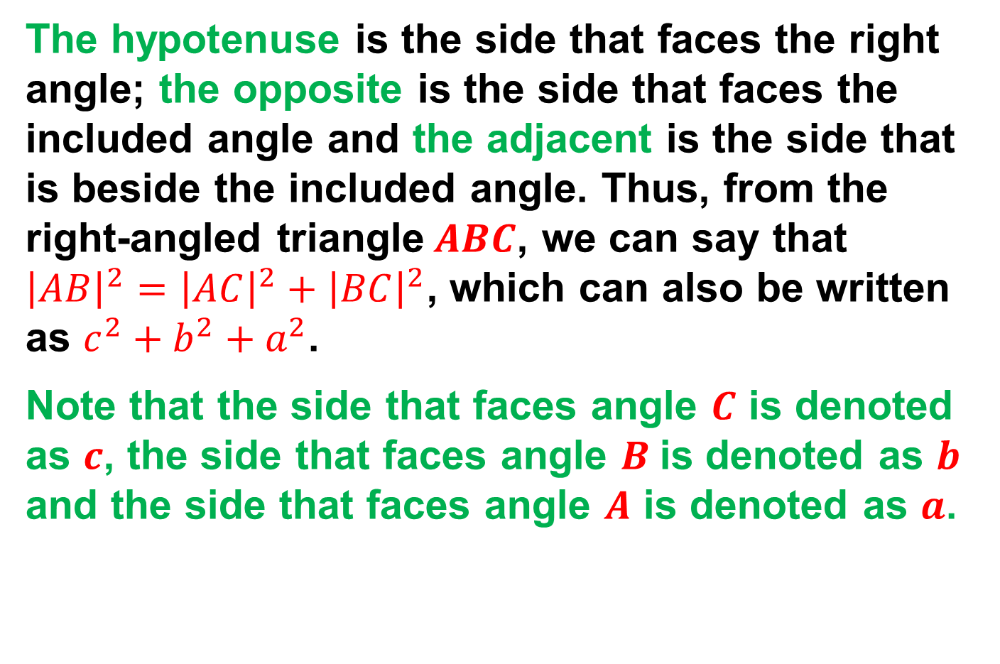 The hypotenuse is the side that faces the right
angle; the opposite is the side that faces the
included angle and the adjacent is the side that
is beside the included angle. Thus, from the
right-angled triangle ABC, we can say that
|AB|² = |AC|² + |BC|², which can also be written
as c² + b² + a².
Note that the side that faces angle C is denoted
as c, the side that faces angle B is denoted as b
and the side that faces angle A is denoted as a.